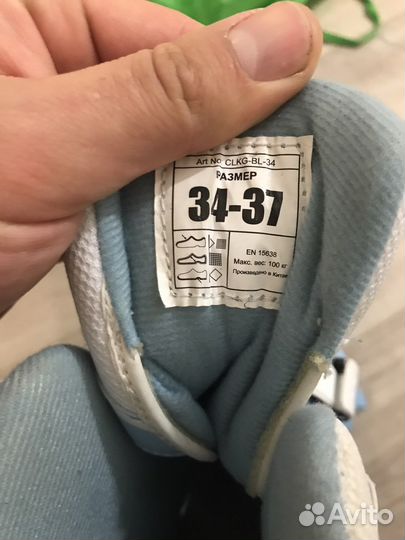 Art No. CLKG-BL-34
РАЗМЕР
34-37
EN 15638
Макс. вес: 100 кг
Произведено в Китае
Avito